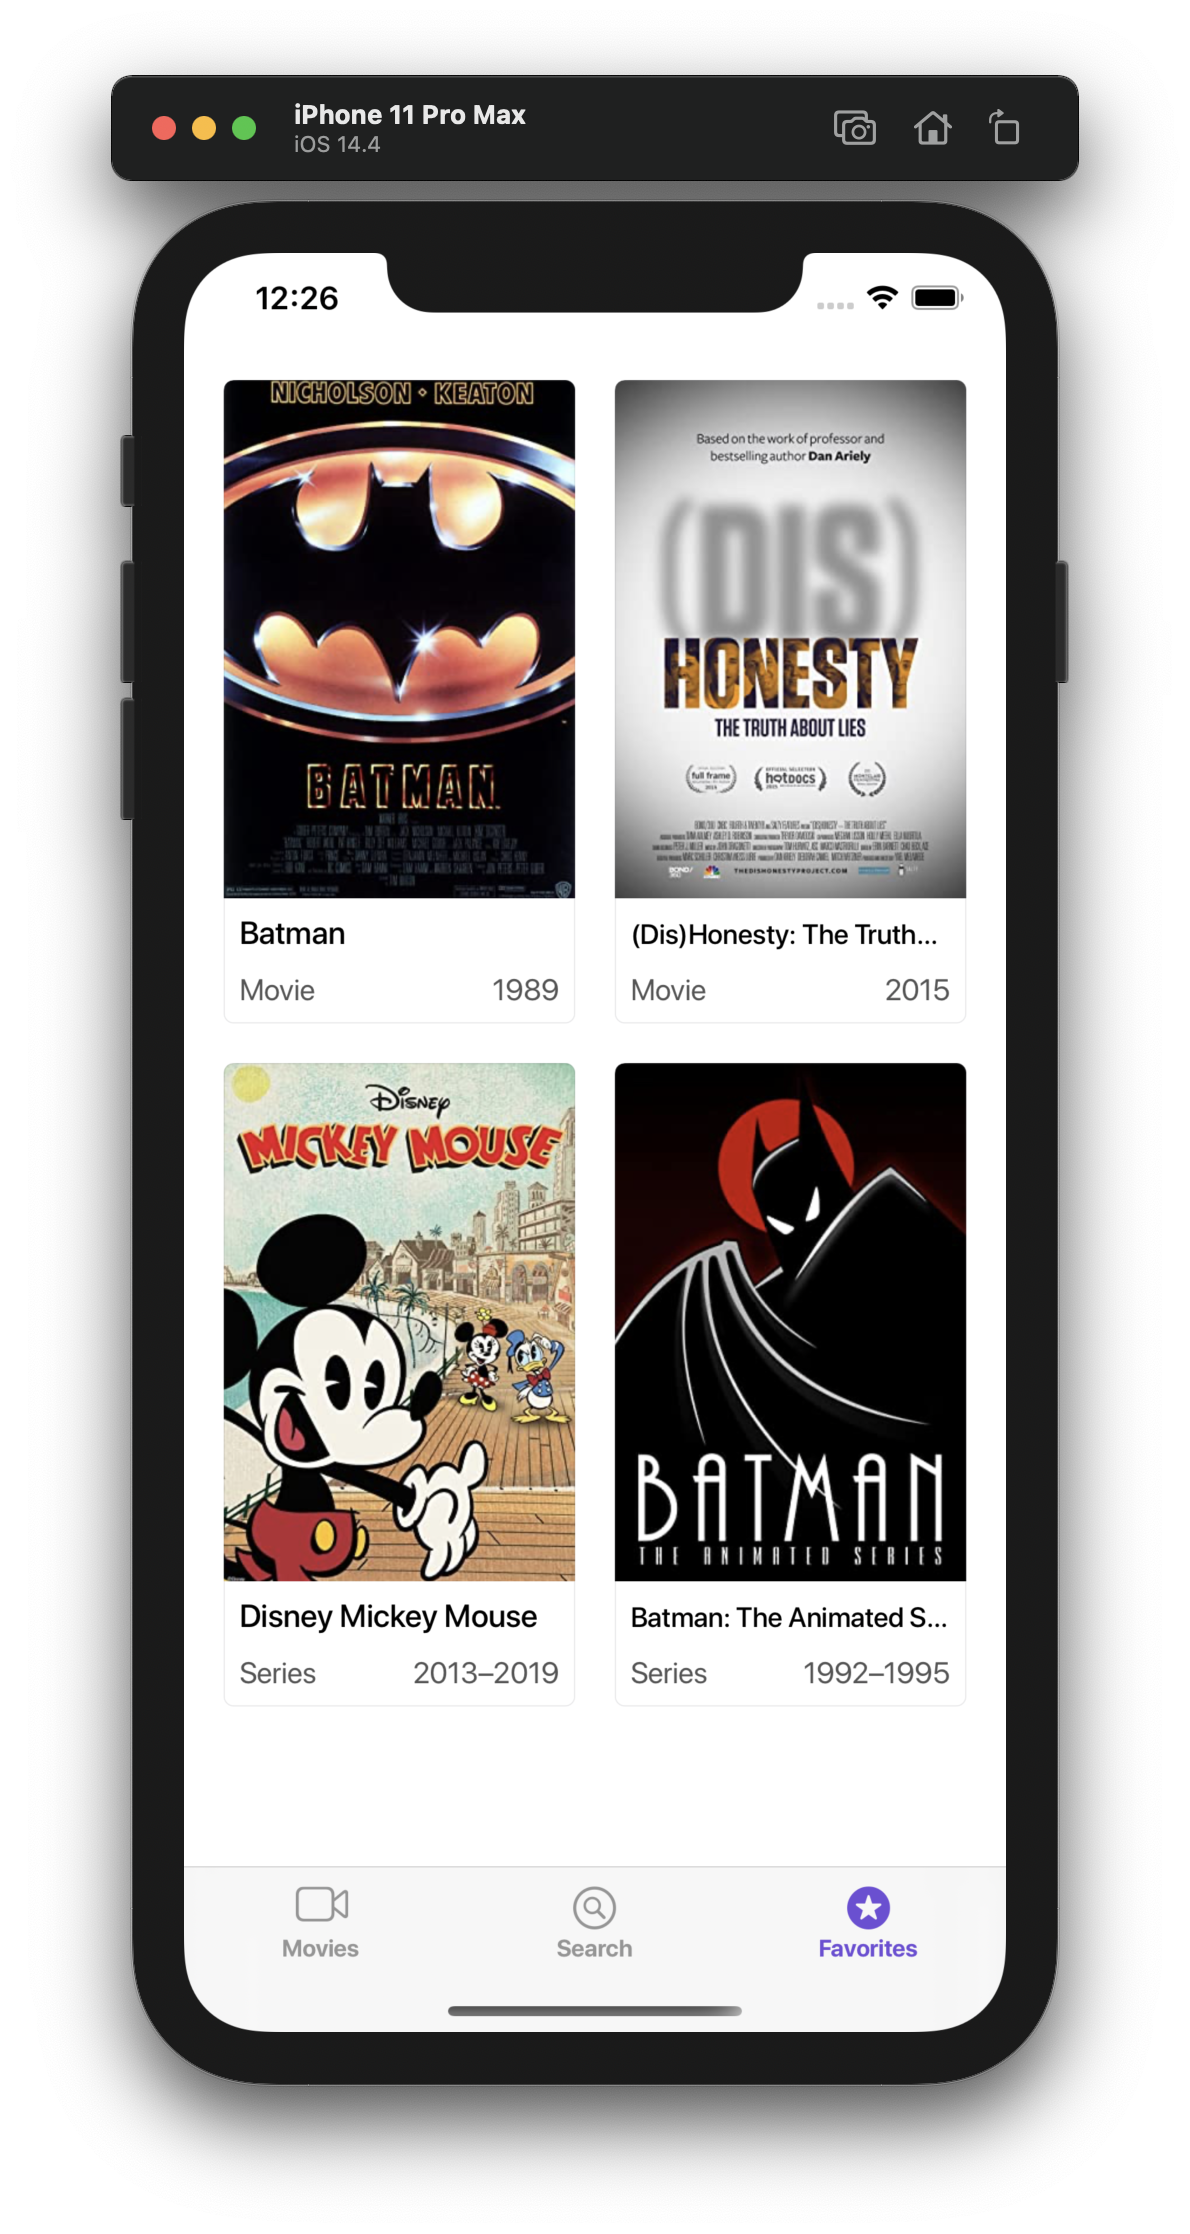 iPhone 11 Pro Max
iOS 14.4
12:26
NICHOLSON · KEATON
BATMAN
Based on the work of professor and
bestselling author Dan Ariely
(DIS)
HONESTY
THE TRUTH ABOUT LIES
full frame
hotDOCS
THEDISHONESTYPROJECT.COM
Batman
Movie 1989
(Dis)Honesty: The Truth...
Movie 2015
Disney
MICKEY MOUSE
BATMAN
THE ANIMATED SERIES
Disney Mickey Mouse
Series 2013–2019
Batman: The Animated S...
Series 1992–1995
Movies
Search
Favorites